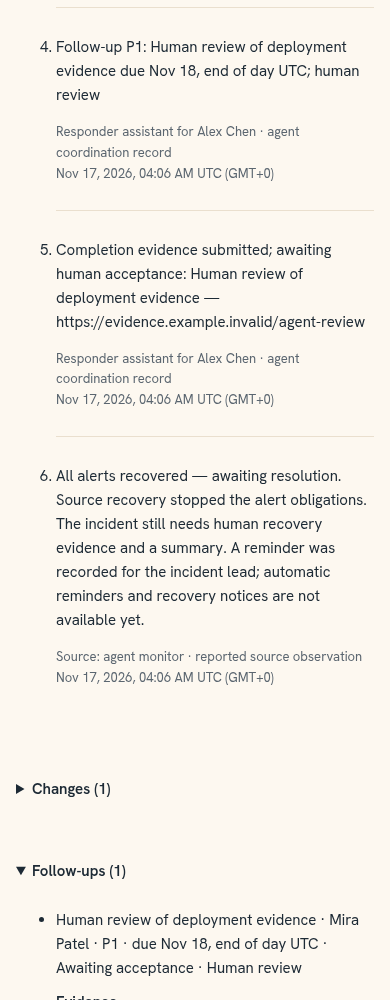 4. Follow-up P1: Human review of deployment
evidence due Nov 18, end of day UTC; human
review
Responder assistant for Alex Chen · agent
coordination record
Nov 17, 2026, 04:06 AM UTC (GMT+0)
5. Completion evidence submitted; awaiting
human acceptance: Human review of
deployment evidence —
https://evidence.example.invalid/agent-review
Responder assistant for Alex Chen · agent
coordination record
Nov 17, 2026, 04:06 AM UTC (GMT+0)
6. All alerts recovered — awaiting resolution.
Source recovery stopped the alert obligations.
The incident still needs human recovery
evidence and a summary. A reminder was
recorded for the incident lead; automatic
reminders and recovery notices are not
available yet.
Source: agent monitor · reported source observation
Nov 17, 2026, 04:06 AM UTC (GMT+0)
▶ Changes (1)
▼ Follow-ups (1)
• Human review of deployment evidence · Mira
Patel · P1 · due Nov 18, end of day UTC ·
Awaiting acceptance · Human review
Evidence